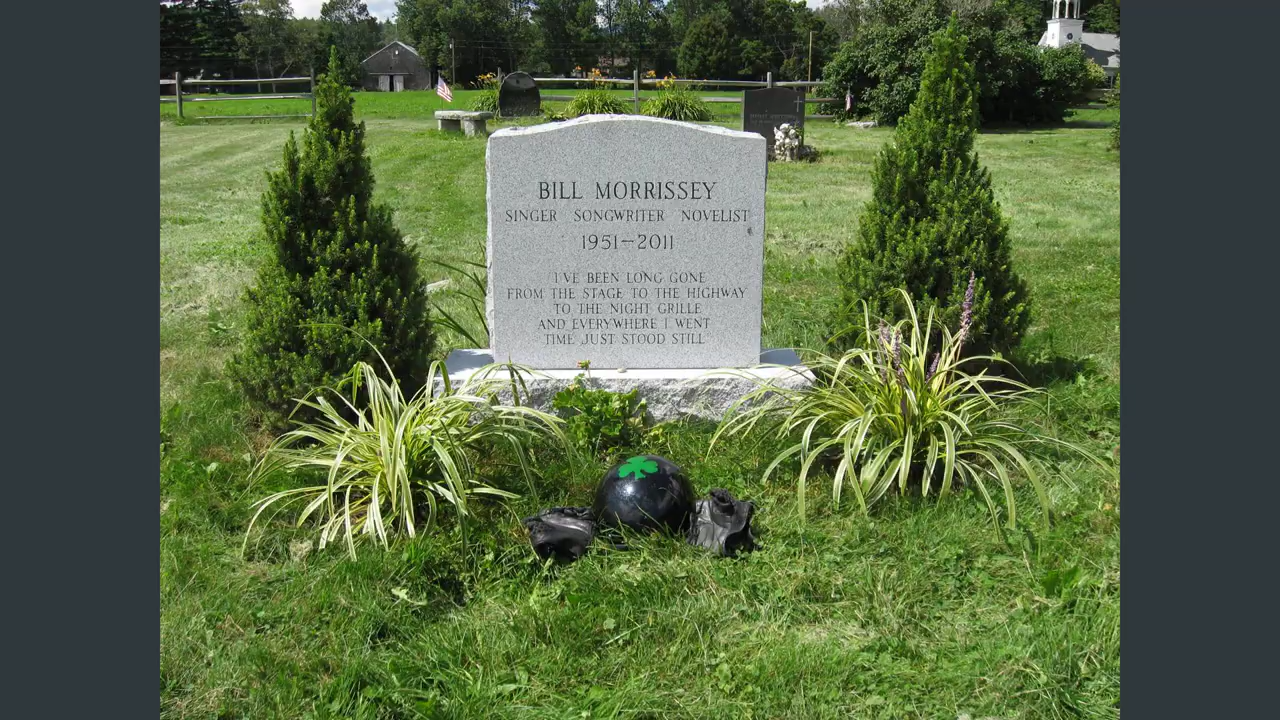 BILL MORRISSEY
SINGER SONGWRITER NOVELIST
1951–2011
I'VE BEEN LONG GONE
FROM THE STAGE TO THE HIGHWAY
TO THE NIGHT GRILLE
AND EVERYWHERE I WENT
TIME JUST STOOD STILL